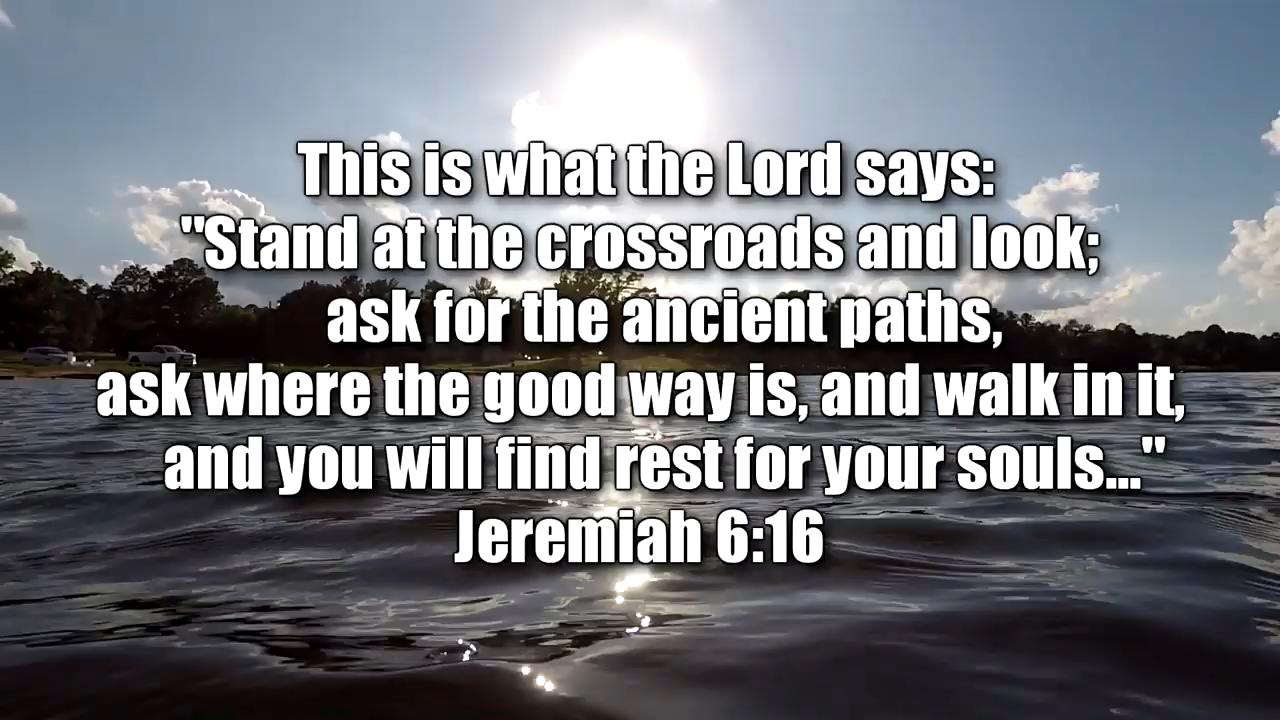 This is what the Lord says:
"Stand at the crossroads and look;
ask for the ancient paths,
ask where the good way is, and walk in it,
and you will find rest for your souls..."
Jeremiah 6:16